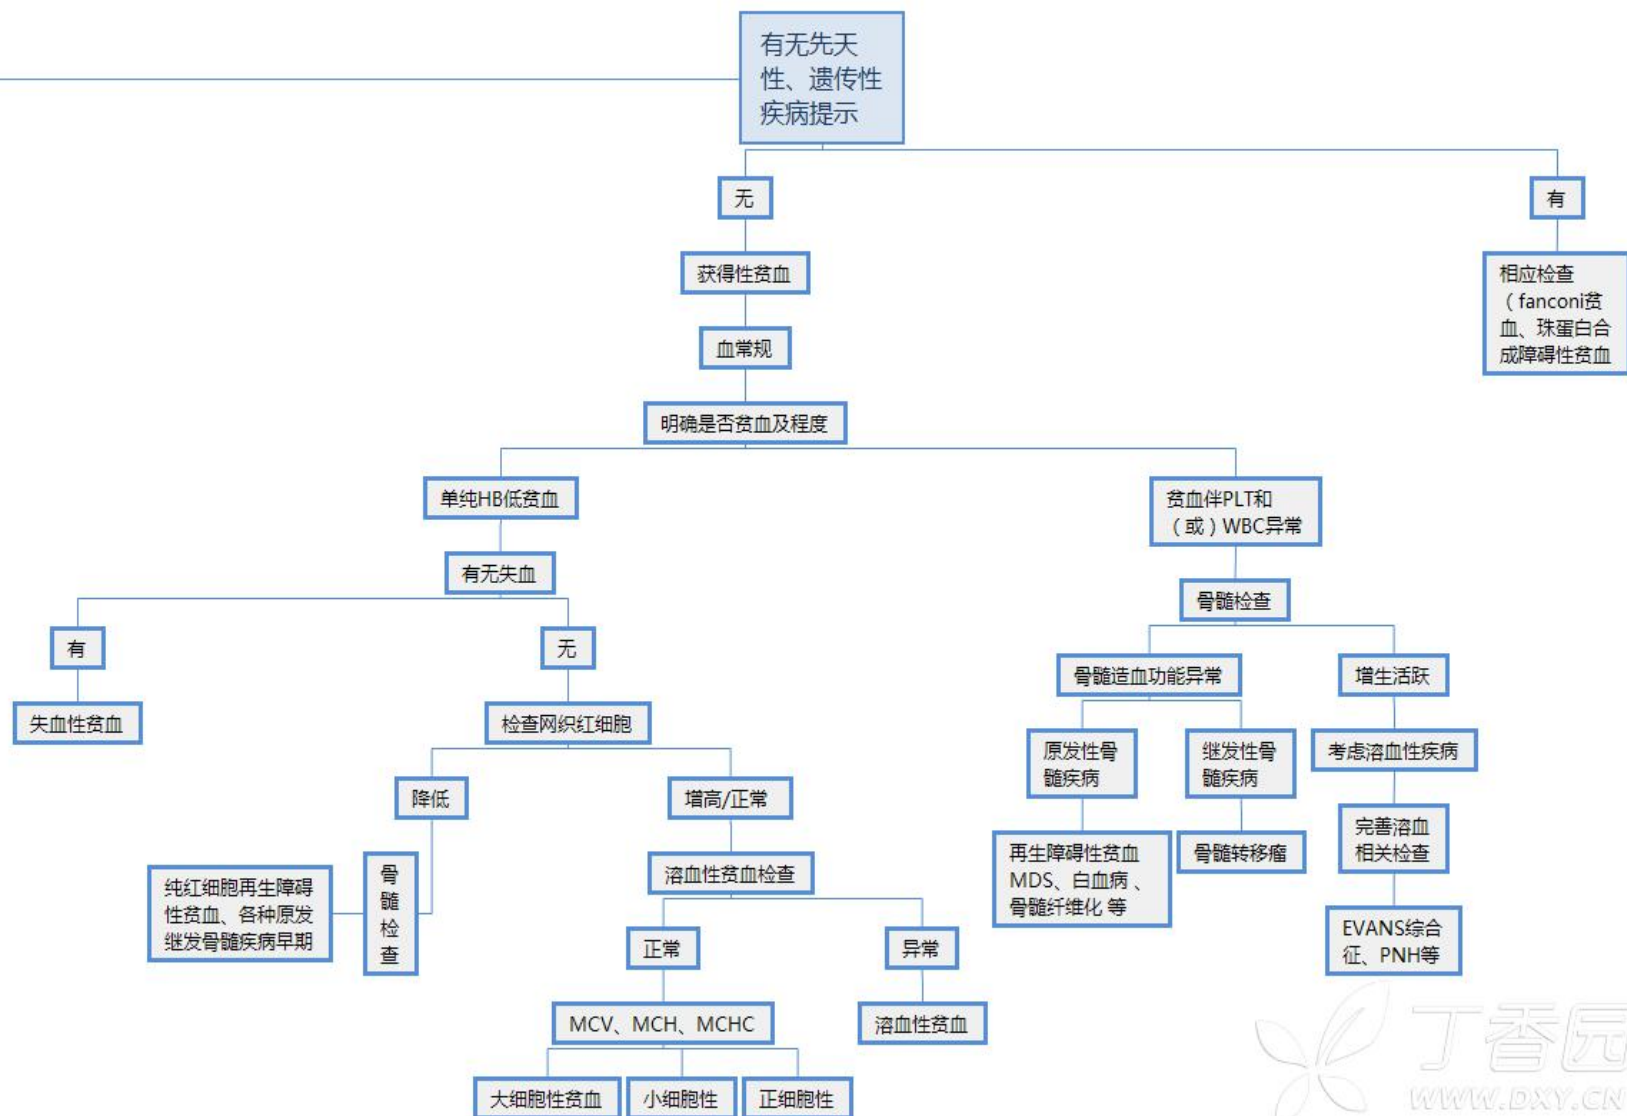 有无先天
性、遗传性
疾病提示
无
有
获得性贫血
相应检查
（fanconi贫
血、珠蛋白合
成障碍性贫血
血常规
明确是否贫血及程度
单纯HB低贫血
贫血伴PLT和
（或）WBC异常
有无失血
骨髓检查
有
无
骨髓造血功能异常
增生活跃
失血性贫血
检查网织红细胞
原发性骨
髓疾病
继发性骨
髓疾病
考虑溶血性疾病
降低
增高/正常
再生障碍性贫血
MDS、白血病 、
骨髓纤维化 等
骨髓转移瘤
完善溶血
相关检查
纯红细胞再生障碍
性贫血、各种原发
继发骨髓疾病早期
骨
髓
检
查
溶血性贫血检查
EVANS综合
征、PNH等
正常
异常
MCV、MCH、MCHC
溶血性贫血
大细胞性贫血
小细胞性
正细胞性
丁香园
WWW.DXY.CN